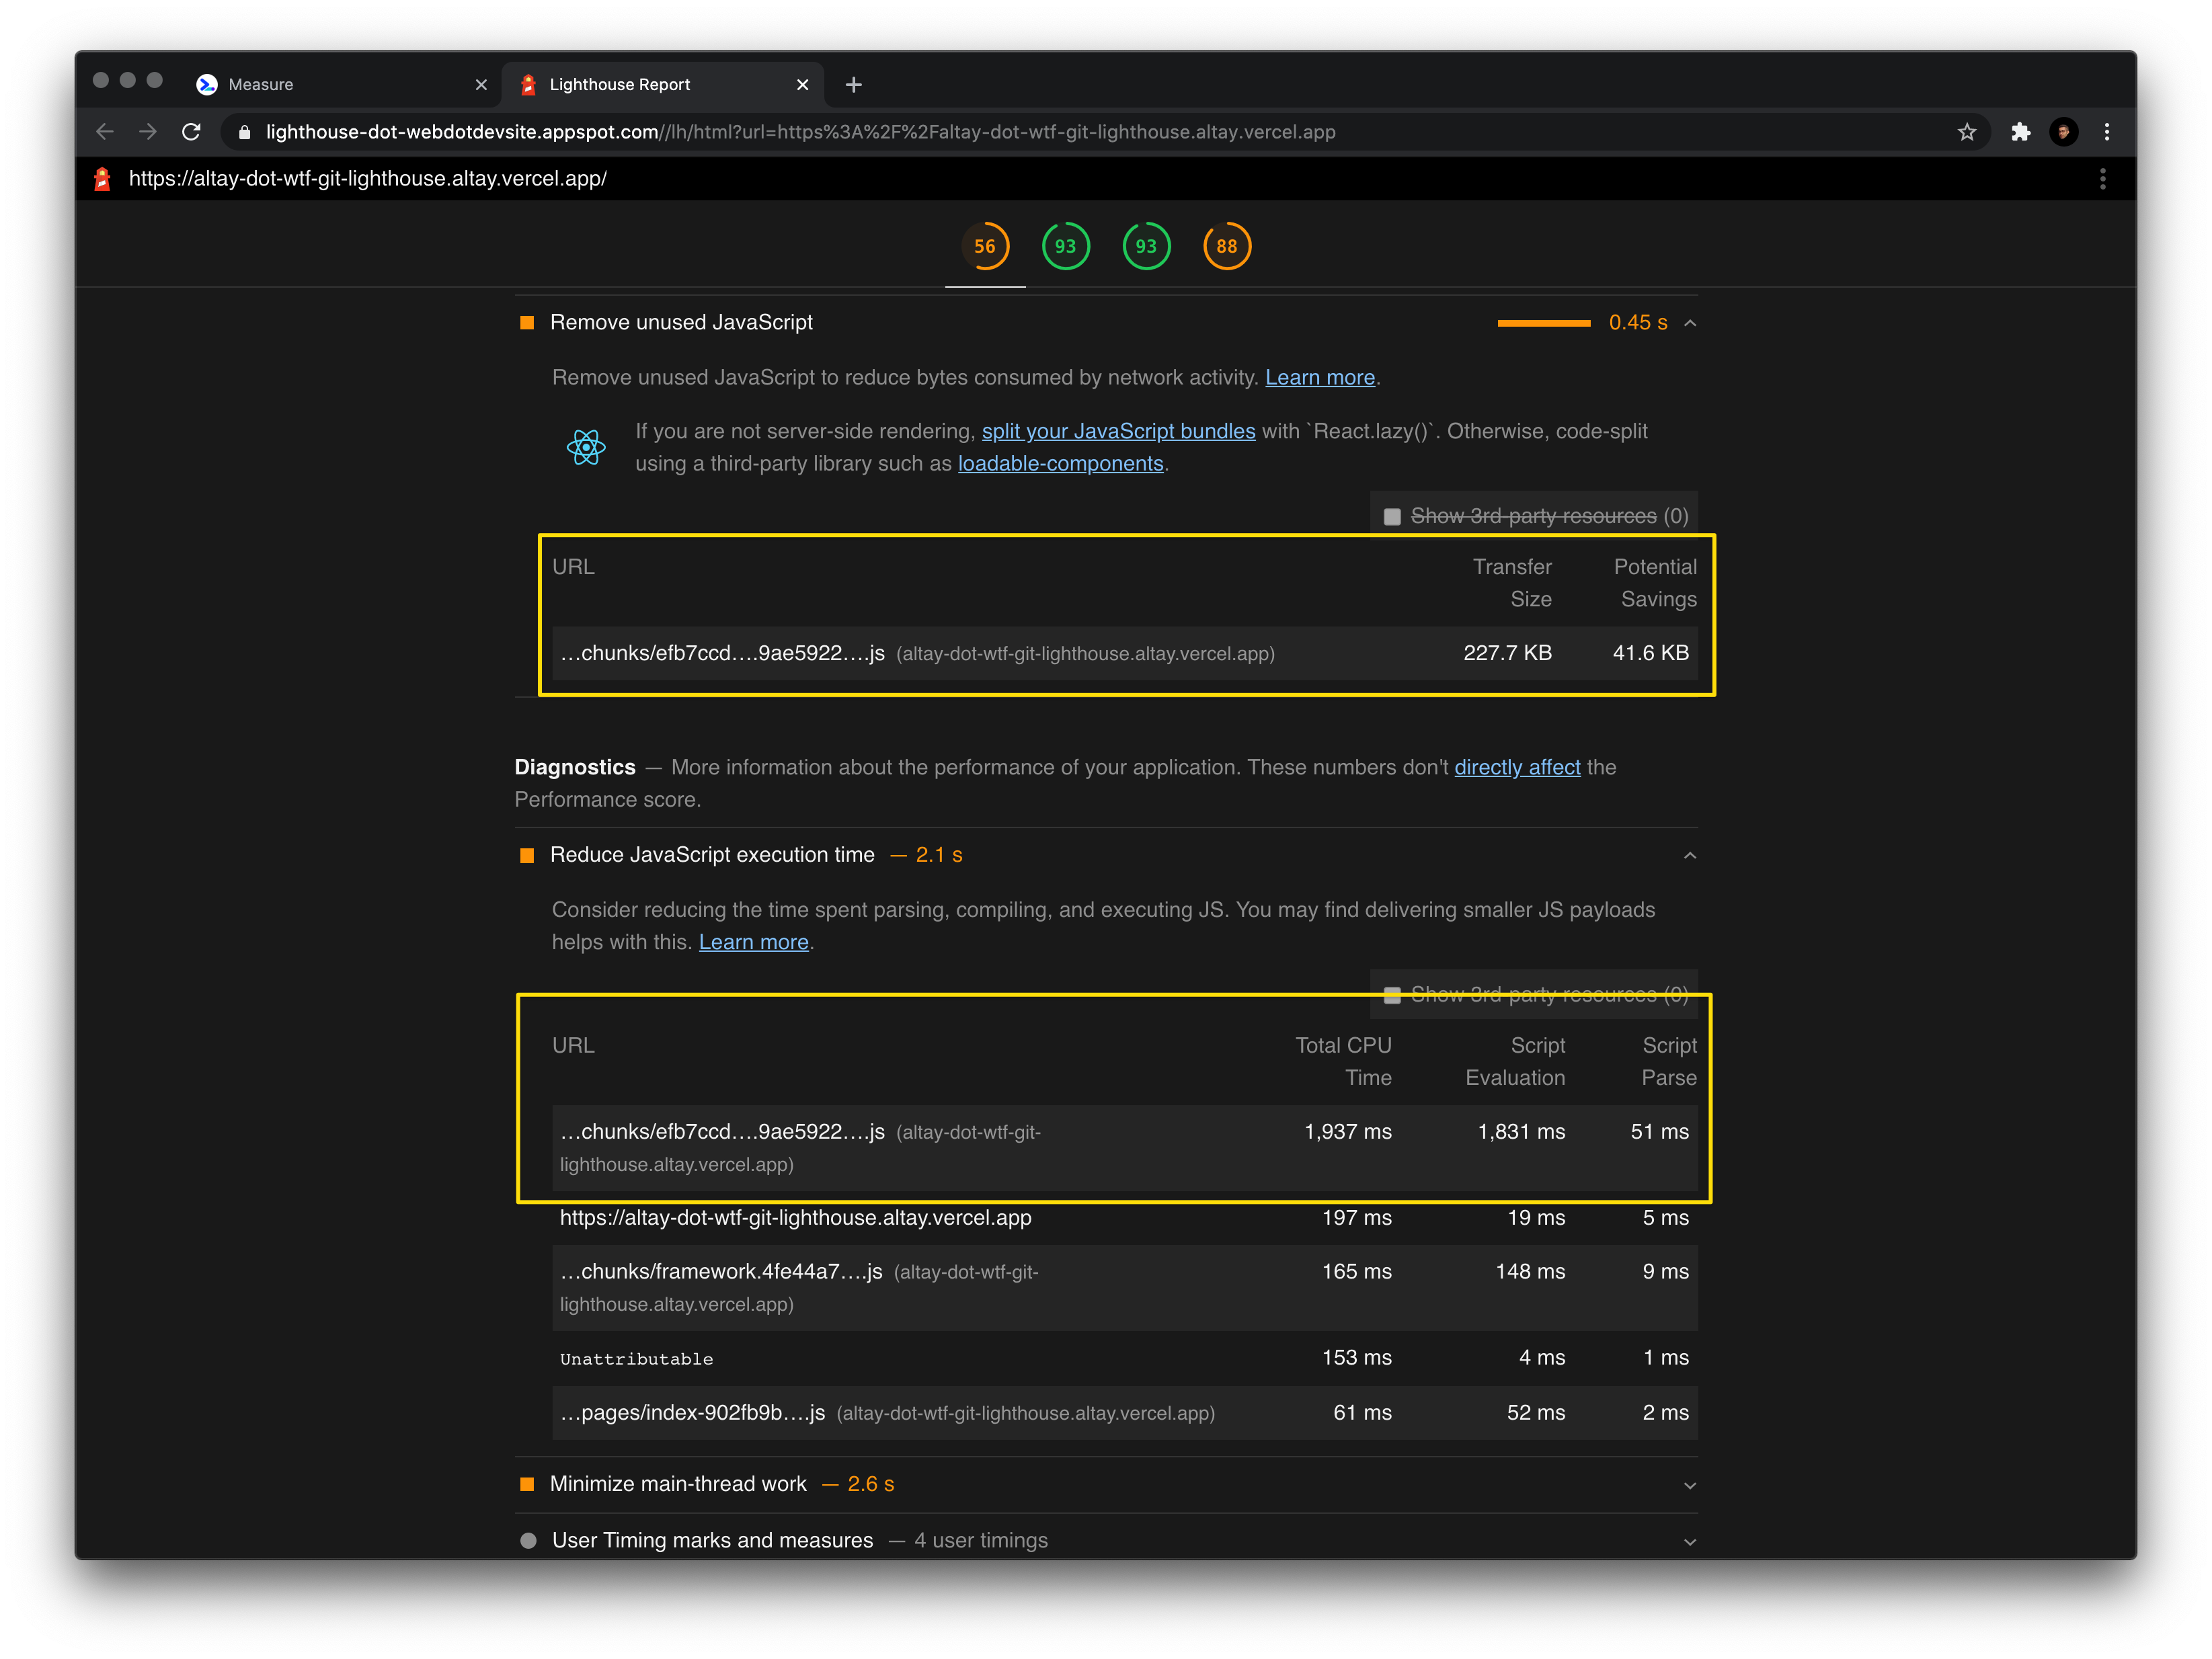 Measure
Lighthouse Report
lighthouse-dot-webdotdevsite.appspot.com//lh/html?url=https%3A%2F%2Faltay-dot-wtf-git-lighthouse.altay.vercel.app
https://altay-dot-wtf-git-lighthouse.altay.vercel.app/
56 93 93 88
Remove unused JavaScript 0.45 s
Remove unused JavaScript to reduce bytes consumed by network activity. Learn more.
If you are not server-side rendering, split your JavaScript bundles with `React.lazy()`. Otherwise, code-split
using a third-party library such as loadable-components.
Show 3rd-party resources (0)
URL Transfer Potential
Size Savings
…chunks/efb7ccd….9ae5922….js (altay-dot-wtf-git-lighthouse.altay.vercel.app) 227.7 KB 41.6 KB
Diagnostics — More information about the performance of your application. These numbers don't directly affect the
Performance score.
Reduce JavaScript execution time — 2.1 s
Consider reducing the time spent parsing, compiling, and executing JS. You may find delivering smaller JS payloads
helps with this. Learn more.
Show 3rd-party resources (0)
URL Total CPU Script Script
Time Evaluation Parse
…chunks/efb7ccd….9ae5922….js (altay-dot-wtf-git- 1,937 ms 1,831 ms 51 ms
lighthouse.altay.vercel.app)
https://altay-dot-wtf-git-lighthouse.altay.vercel.app 197 ms 19 ms 5 ms
…chunks/framework.4fe44a7….js (altay-dot-wtf-git- 165 ms 148 ms 9 ms
lighthouse.altay.vercel.app)
Unattributable 153 ms 4 ms 1 ms
…pages/index-902fb9b….js (altay-dot-wtf-git-lighthouse.altay.vercel.app) 61 ms 52 ms 2 ms
Minimize main-thread work — 2.6 s
User Timing marks and measures — 4 user timings